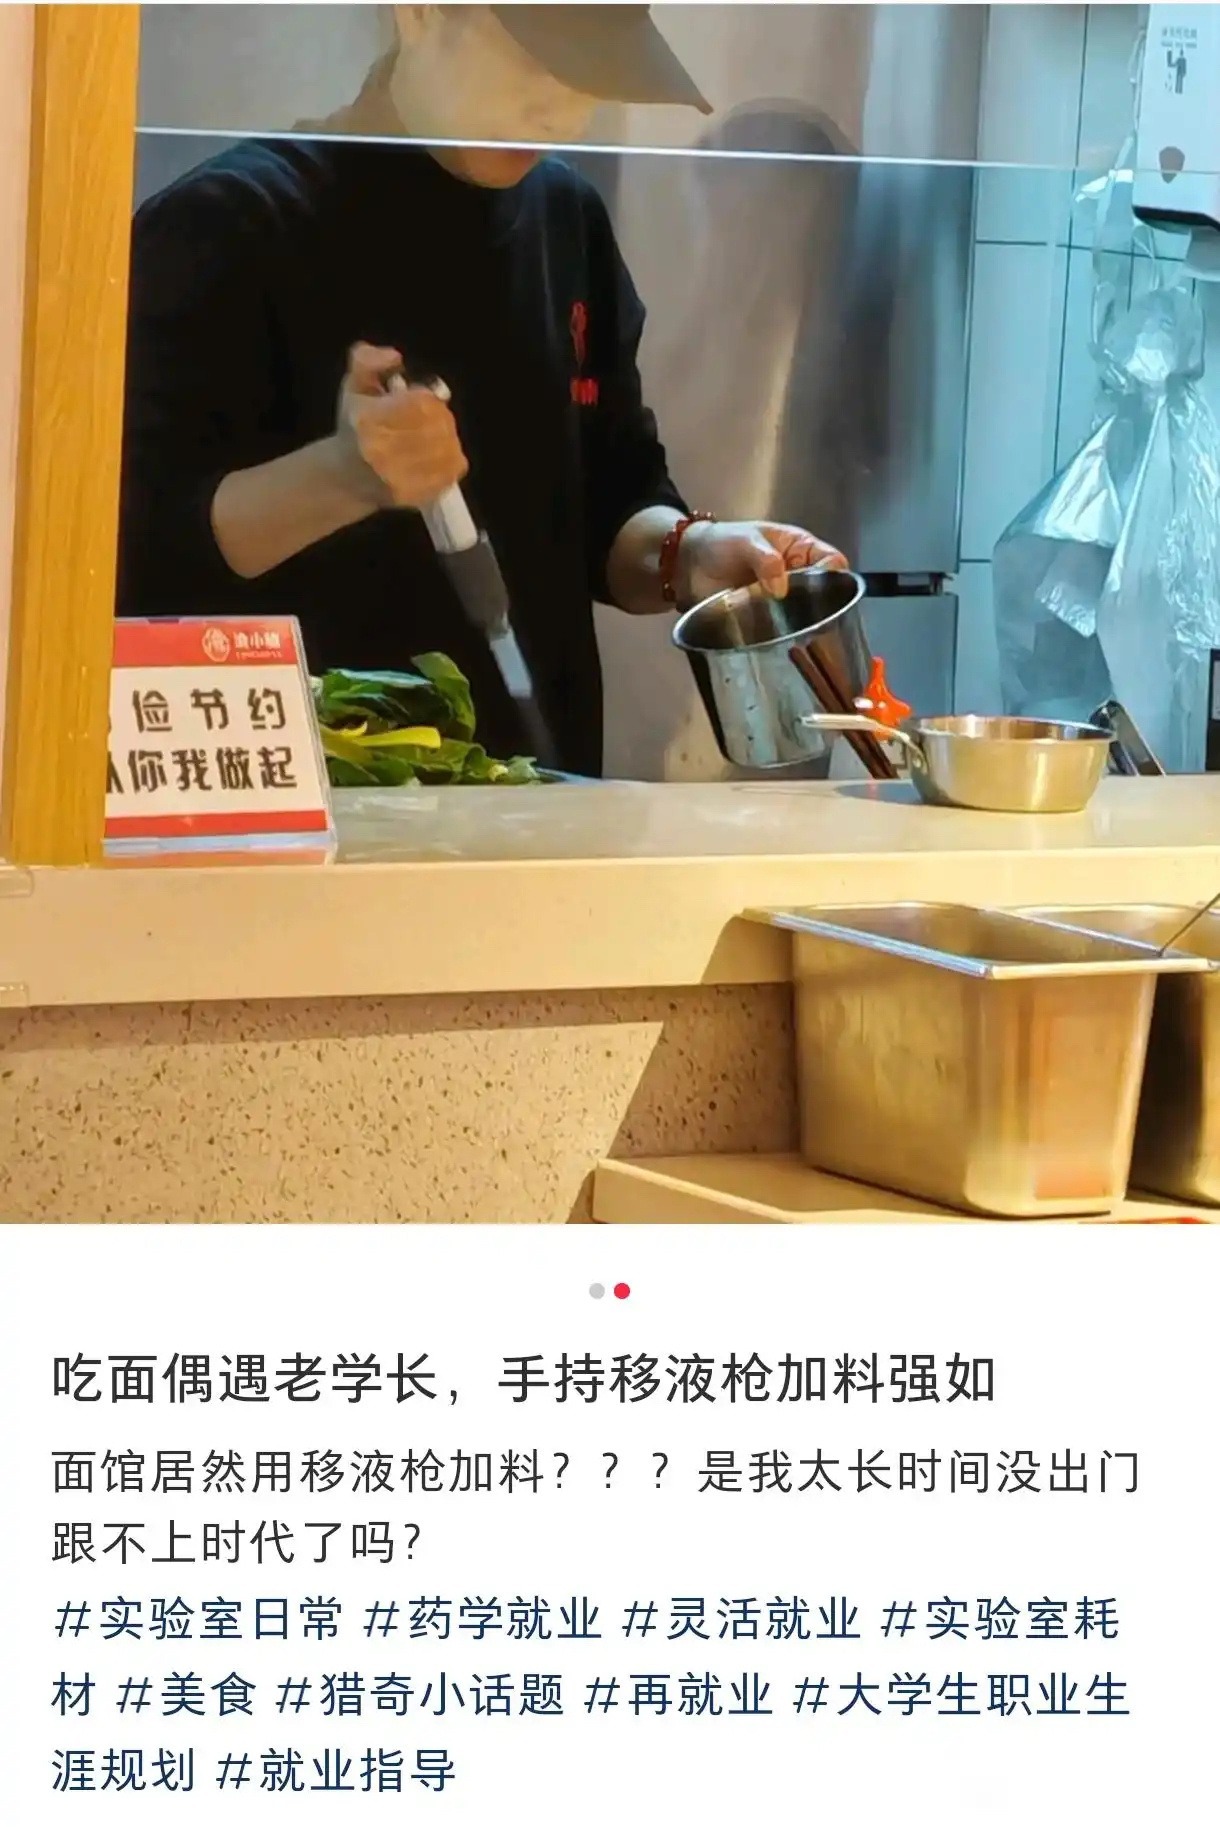 渝小面
俭节约
从你我做起
吃面偶遇老学长，手持移液枪加料强如
面馆居然用移液枪加料？？？是我太长时间没出门
跟不上时代了吗？
#实验室日常 #药学就业 #灵活就业 #实验室耗
材 #美食 #猎奇小话题 #再就业 #大学生职业生
涯规划 #就业指导